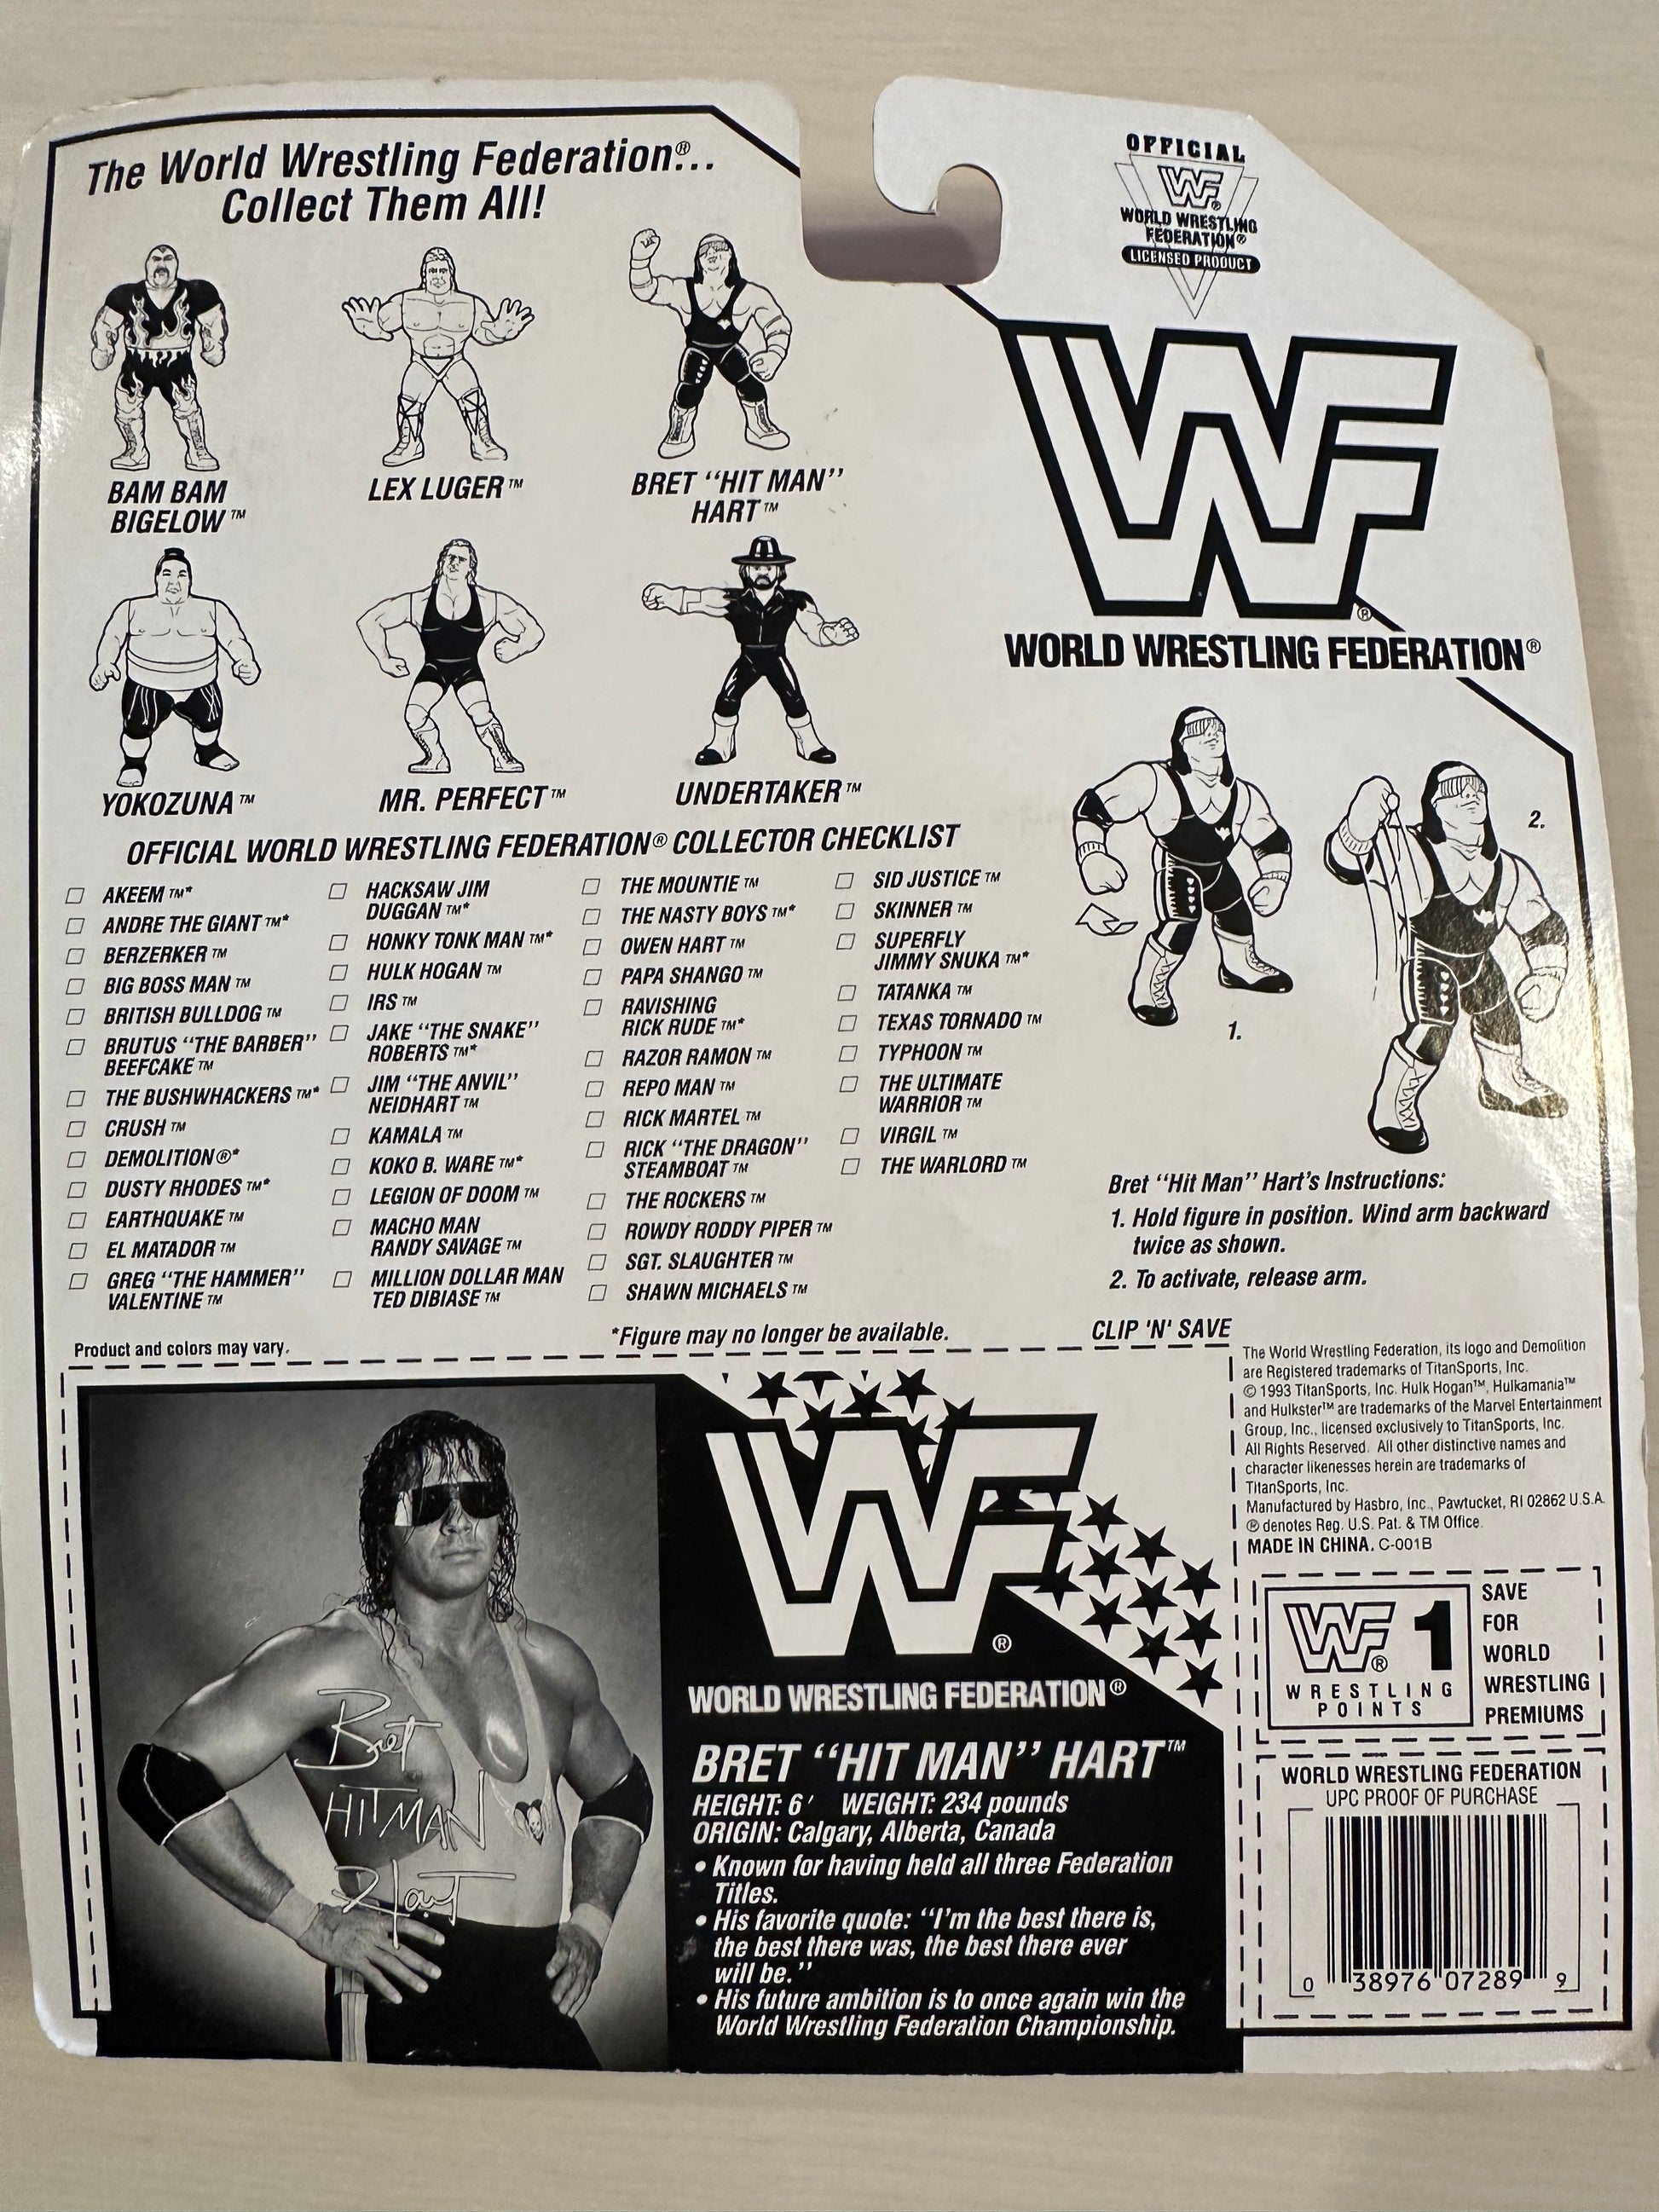 The World Wrestling Federation®...
Collect Them All!
BAM BAM
BIGELOW™
LEX LUGER™
BRET “HIT MAN”
HART™
YOKOZUNA™
MR. PERFECT™
UNDERTAKER™
OFFICIAL
WF®
WORLD WRESTLING
FEDERATION®
LICENSED PRODUCT
WF®
WORLD WRESTLING FEDERATION®
OFFICIAL WORLD WRESTLING FEDERATION® COLLECTOR CHECKLIST
AKEEM™*
ANDRE THE GIANT™*
BERZERKER™
BIG BOSS MAN™
BRITISH BULLDOG™
BRUTUS “THE BARBER”
BEEFCAKE™
THE BUSHWHACKERS™*
CRUSH™
DEMOLITION®*
DUSTY RHODES™*
EARTHQUAKE™
EL MATADOR™
GREG “THE HAMMER”
VALENTINE™
HACKSAW JIM
DUGGAN™*
HONKY TONK MAN™*
HULK HOGAN™
IRS™
JAKE “THE SNAKE”
ROBERTS™*
JIM “THE ANVIL”
NEIDHART™
KAMALA™
KOKO B. WARE™*
LEGION OF DOOM™
MACHO MAN
RANDY SAVAGE™
MILLION DOLLAR MAN
TED DIBIASE™
THE MOUNTIE™
THE NASTY BOYS™*
OWEN HART™
PAPA SHANGO™
RAVISHING
RICK RUDE™*
RAZOR RAMON™
REPO MAN™
RICK MARTEL™
RICK “THE DRAGON”
STEAMBOAT™
THE ROCKERS™
ROWDY RODDY PIPER™
SGT. SLAUGHTER™
SHAWN MICHAELS™
SID JUSTICE™
SKINNER™
SUPERFLY
JIMMY SNUKA™*
TATANKA™
TEXAS TORNADO™
TYPHOON™
THE ULTIMATE
WARRIOR™
VIRGIL™
THE WARLORD™
*Figure may no longer be available.
Product and colors may vary.
1.
2.
Bret “Hit Man” Hart’s Instructions:
1. Hold figure in position. Wind arm backward
twice as shown.
2. To activate, release arm.
CLIP 'N' SAVE
Bret
HITMAN
Hart
WF®
WORLD WRESTLING FEDERATION®
BRET “HIT MAN” HART™
HEIGHT: 6′ WEIGHT: 234 pounds
ORIGIN: Calgary, Alberta, Canada
• Known for having held all three Federation
Titles.
• His favorite quote: “I’m the best there is,
the best there was, the best there ever
will be.”
• His future ambition is to once again win the
World Wrestling Federation Championship.
The World Wrestling Federation, its logo and Demolition
are Registered trademarks of TitanSports, Inc.
© 1993 TitanSports, Inc. Hulk Hogan™, Hulkamania™
and Hulkster™ are trademarks of the Marvel Entertainment
Group, Inc., licensed exclusively to TitanSports, Inc.
All Rights Reserved. All other distinctive names and
character likenesses herein are trademarks of
TitanSports, Inc.
Manufactured by Hasbro, Inc., Pawtucket, RI 02862 U.S.A.
® denotes Reg. U.S. Pat. & TM Office.
MADE IN CHINA. C-001B
WF® 1
WRESTLING
POINTS
SAVE
FOR
WORLD
WRESTLING
PREMIUMS
WORLD WRESTLING FEDERATION
UPC PROOF OF PURCHASE
0 38976 07289 9